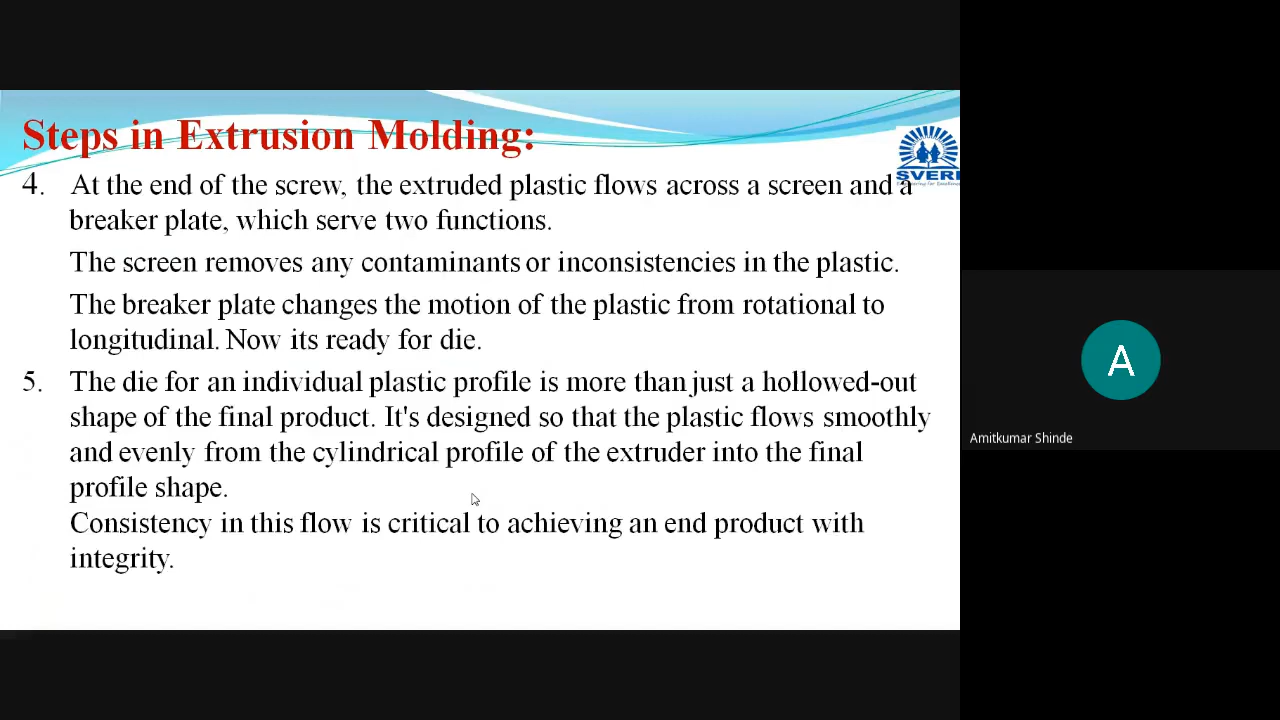 Steps in Extrusion Molding:
SVERI
4. At the end of the screw, the extruded plastic flows across a screen and a
breaker plate, which serve two functions.
The screen removes any contaminants or inconsistencies in the plastic.
The breaker plate changes the motion of the plastic from rotational to
longitudinal. Now its ready for die.
5. The die for an individual plastic profile is more than just a hollowed-out
shape of the final product. It's designed so that the plastic flows smoothly
and evenly from the cylindrical profile of the extruder into the final
profile shape.
Consistency in this flow is critical to achieving an end product with
integrity.
A
Amitkumar Shinde